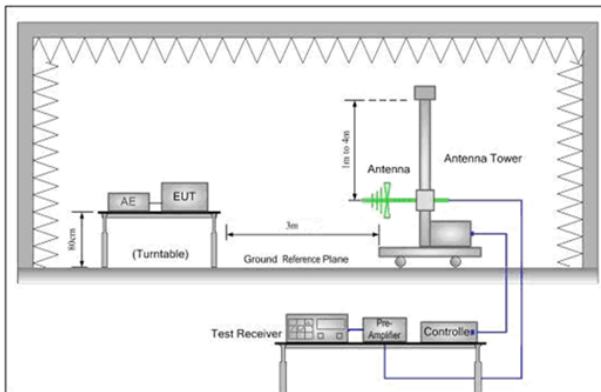 1m to 4m
Antenna Tower
Antenna
EUT
AE
80cm
(Turntable)
3m
Ground Reference Plane
Test Receiver
Pre-
Amplifier
Controller